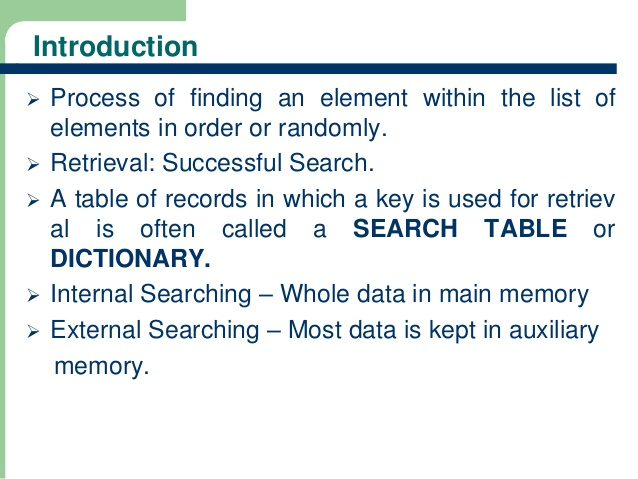 Introduction
➢ Process of finding an element within the list of
elements in order or randomly.
➢ Retrieval: Successful Search.
➢ A table of records in which a key is used for retriev
al is often called a SEARCH TABLE or
DICTIONARY.
➢ Internal Searching – Whole data in main memory
➢ External Searching – Most data is kept in auxiliary
memory.